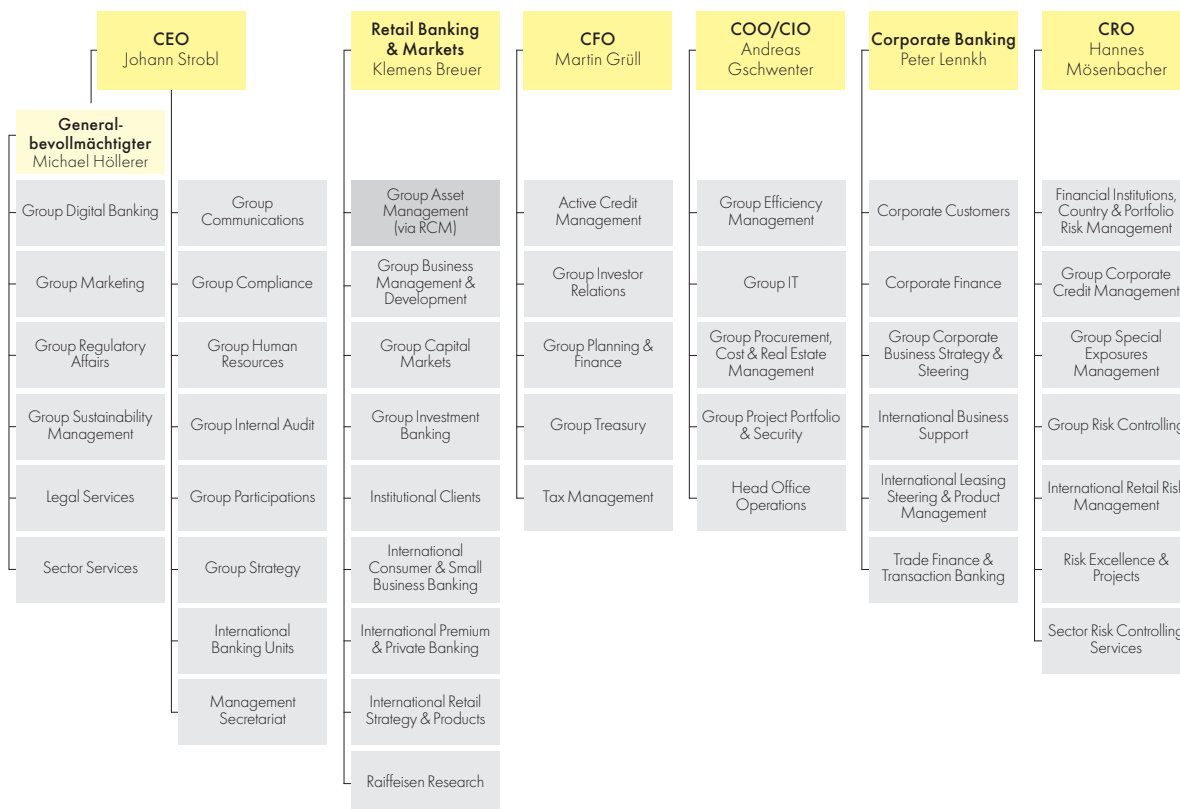 CEO
Johann Strobl
General-
bevollmächtigter
Michael Höllerer
Group Digital Banking
Group Marketing
Group Regulatory
Affairs
Group Sustainability
Management
Legal Services
Sector Services
Group
Communications
Group Compliance
Group Human
Resources
Group Internal Audit
Group Participations
Group Strategy
International
Banking Units
Management
Secretariat
Retail Banking
& Markets
Klemens Breuer
Group Asset
Management
(via RCM)
Group Business
Management &
Development
Group Capital
Markets
Group Investment
Banking
Institutional Clients
International
Consumer & Small
Business Banking
International Premium
& Private Banking
International Retail
Strategy & Products
Raiffeisen Research
CFO
Martin Grüll
Active Credit
Management
Group Investor
Relations
Group Planning &
Finance
Group Treasury
Tax Management
COO/CIO
Andreas
Gschwenter
Group Efficiency
Management
Group IT
Group Procurement,
Cost & Real Estate
Management
Group Project Portfolio
& Security
Head Office
Operations
Corporate Banking
Peter Lennkh
Corporate Customers
Corporate Finance
Group Corporate
Business Strategy &
Steering
International Business
Support
International Leasing
Steering & Product
Management
Trade Finance &
Transaction Banking
CRO
Hannes
Mösenbacher
Financial Institutions,
Country & Portfolio
Risk Management
Group Corporate
Credit Management
Group Special
Exposures
Management
Group Risk Controlling
International Retail Risk
Management
Risk Excellence &
Projects
Sector Risk Controlling
Services